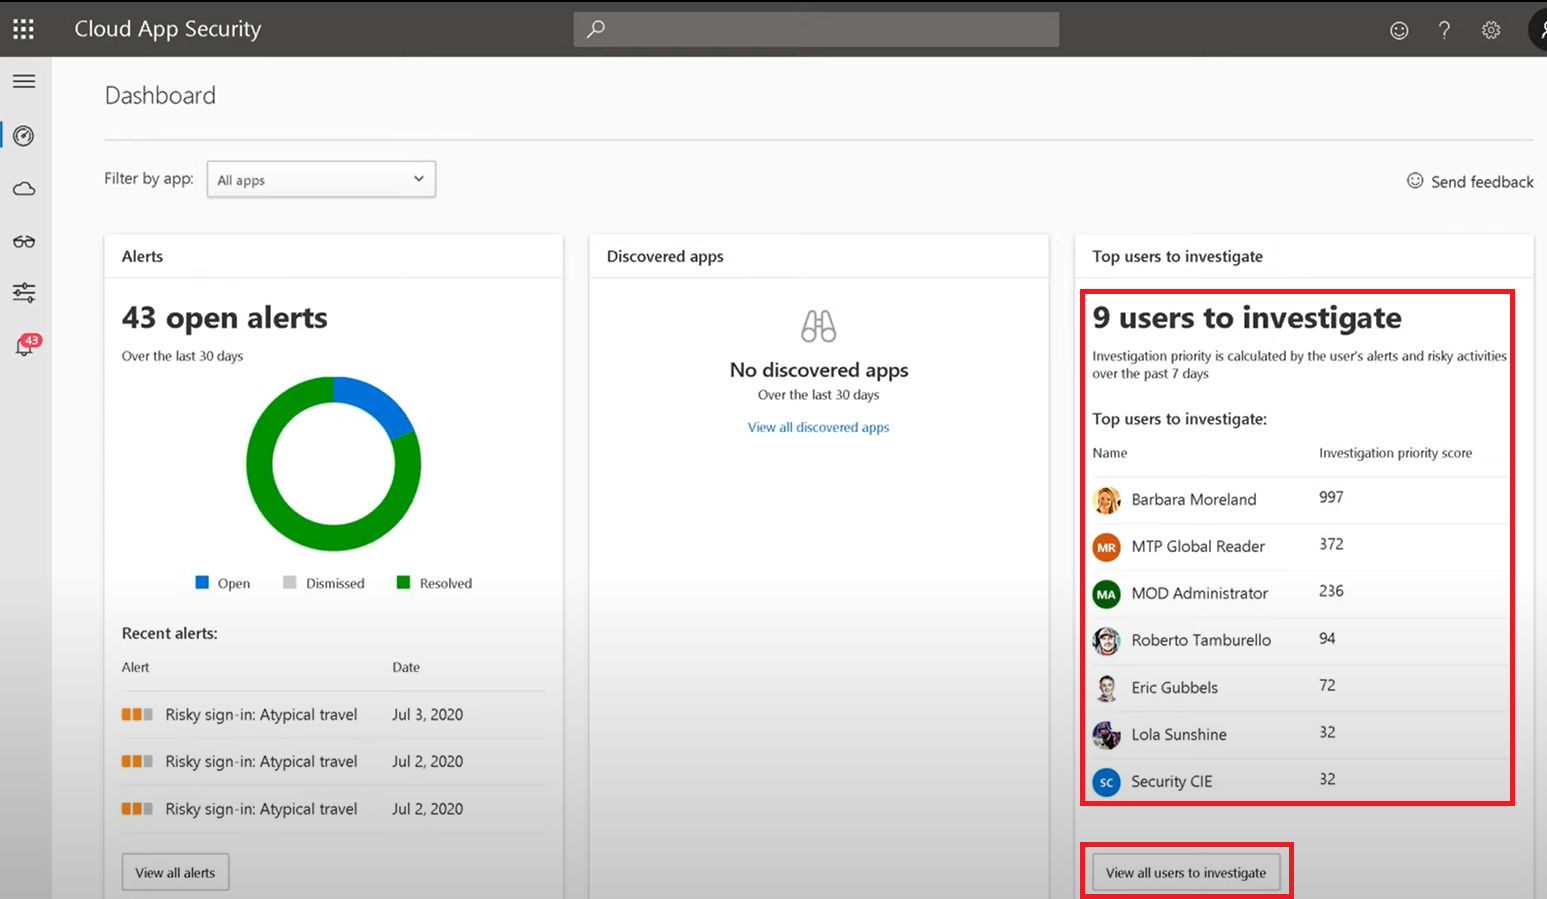 Cloud App Security
?
Dashboard
Filter by app:
All apps
Send feedback
43
Alerts
43 open alerts
Over the last 30 days
Open
Dismissed
Resolved
Recent alerts:
Alert Date
Risky sign-in: Atypical travel Jul 3, 2020
Risky sign-in: Atypical travel Jul 2, 2020
Risky sign-in: Atypical travel Jul 2, 2020
View all alerts
Discovered apps
No discovered apps
Over the last 30 days
View all discovered apps
Top users to investigate
9 users to investigate
Investigation priority is calculated by the user's alerts and risky activities
over the past 7 days
Top users to investigate:
Name Investigation priority score
Barbara Moreland 997
MR MTP Global Reader 372
MA MOD Administrator 236
Roberto Tamburello 94
Eric Gubbels 72
Lola Sunshine 32
SC Security CIE 32
View all users to investigate